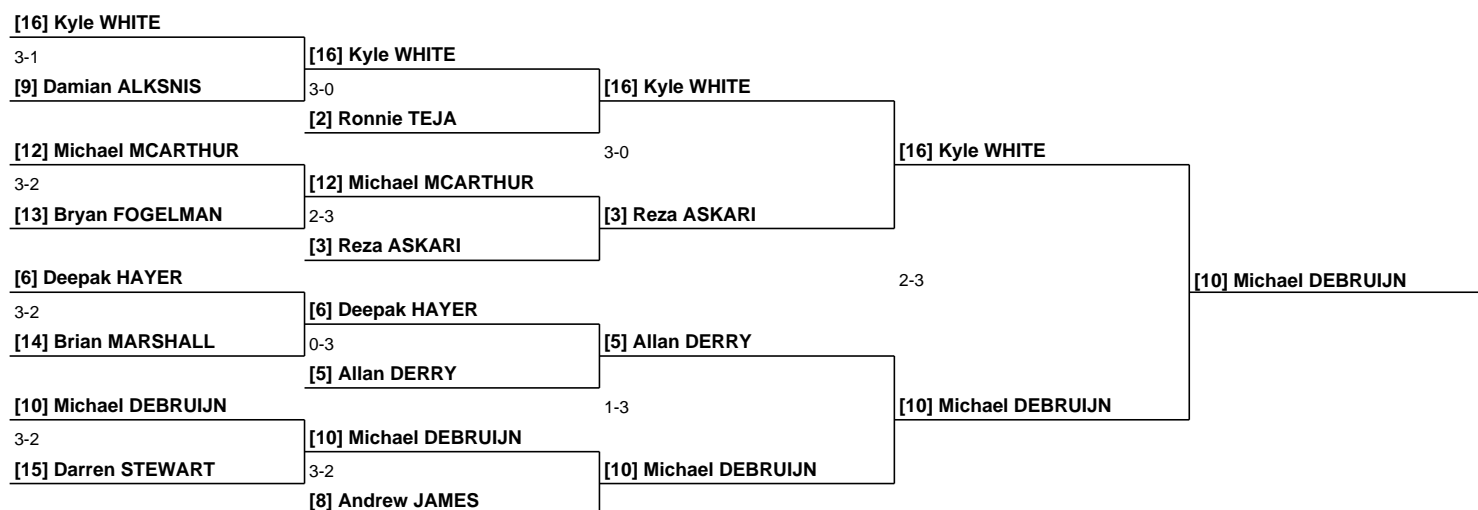 [16] Kyle WHITE
3-1
[16] Kyle WHITE
[9] Damian ALKSNIS
3-0
[16] Kyle WHITE
[2] Ronnie TEJA
[12] Michael MCARTHUR
3-0
[16] Kyle WHITE
3-2
[12] Michael MCARTHUR
[13] Bryan FOGELMAN
2-3
[3] Reza ASKARI
[3] Reza ASKARI
[6] Deepak HAYER
2-3
[10] Michael DEBRUIJN
3-2
[6] Deepak HAYER
[14] Brian MARSHALL
0-3
[5] Allan DERRY
[5] Allan DERRY
[10] Michael DEBRUIJN
1-3
[10] Michael DEBRUIJN
3-2
[10] Michael DEBRUIJN
[15] Darren STEWART
3-2
[10] Michael DEBRUIJN
[8] Andrew JAMES